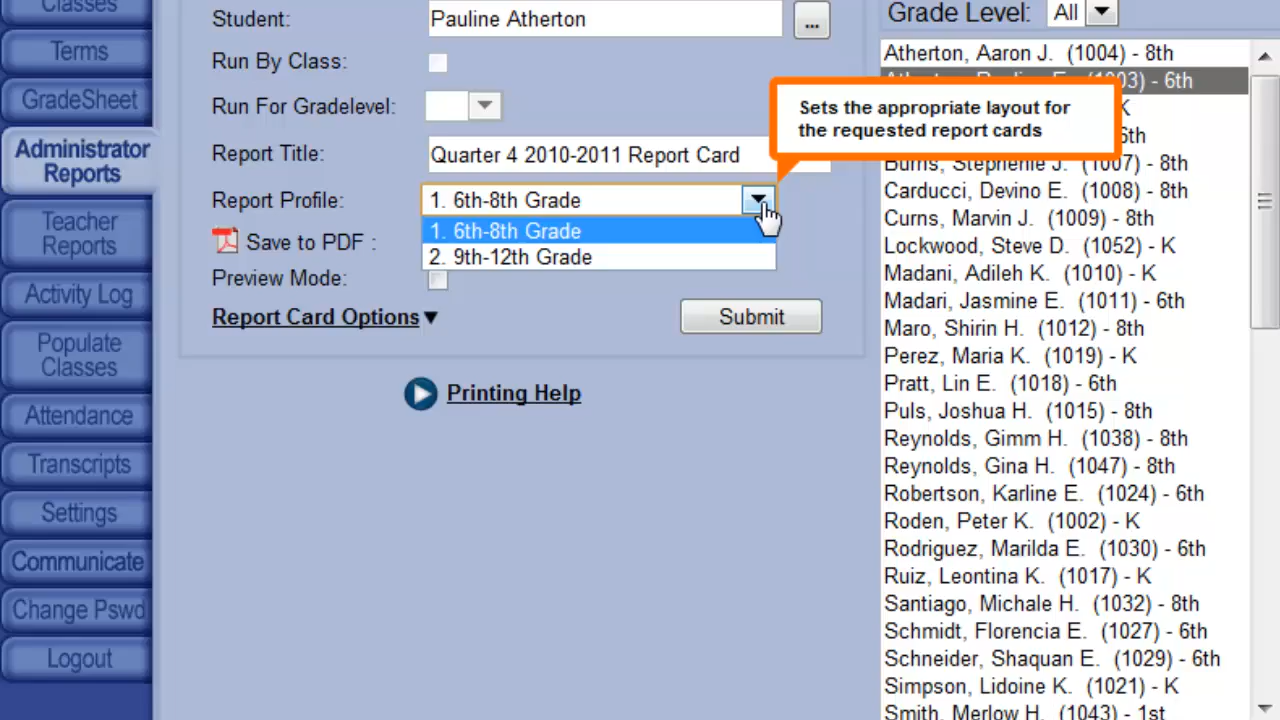 Classes
Terms
GradeSheet
Administrator
Reports
Teacher
Reports
Activity Log
Populate
Classes
Attendance
Transcripts
Settings
Communicate
Change Pswd
Logout
Student:
Pauline Atherton
...
Run By Class:
Run For Gradelevel:
Report Title:
Quarter 4 2010-2011 Report Card
Report Profile:
1. 6th-8th Grade
1. 6th-8th Grade
2. 9th-12th Grade
Save to PDF :
Preview Mode:
Report Card Options
Submit
Printing Help
Sets the appropriate layout for
the requested report cards
Grade Level: All
Atherton, Aaron J. (1004) - 8th
- 6th
K
Burns, Stephenie J. (1007) - 8th
Carducci, Devino E. (1008) - 8th
Curns, Marvin J. (1009) - 8th
Lockwood, Steve D. (1052) - K
Madani, Adileh K. (1010) - K
Madari, Jasmine E. (1011) - 6th
Maro, Shirin H. (1012) - 8th
Perez, Maria K. (1019) - K
Pratt, Lin E. (1018) - 6th
Puls, Joshua H. (1015) - 8th
Reynolds, Gimm H. (1038) - 8th
Reynolds, Gina H. (1047) - 8th
Robertson, Karline E. (1024) - 6th
Roden, Peter K. (1002) - K
Rodriguez, Marilda E. (1030) - 6th
Ruiz, Leontina K. (1017) - K
Santiago, Michale H. (1032) - 8th
Schmidt, Florencia E. (1027) - 6th
Schneider, Shaquan E. (1029) - 6th
Simpson, Lidoine K. (1021) - K
Smith, Merlow H. (1043) - 1st